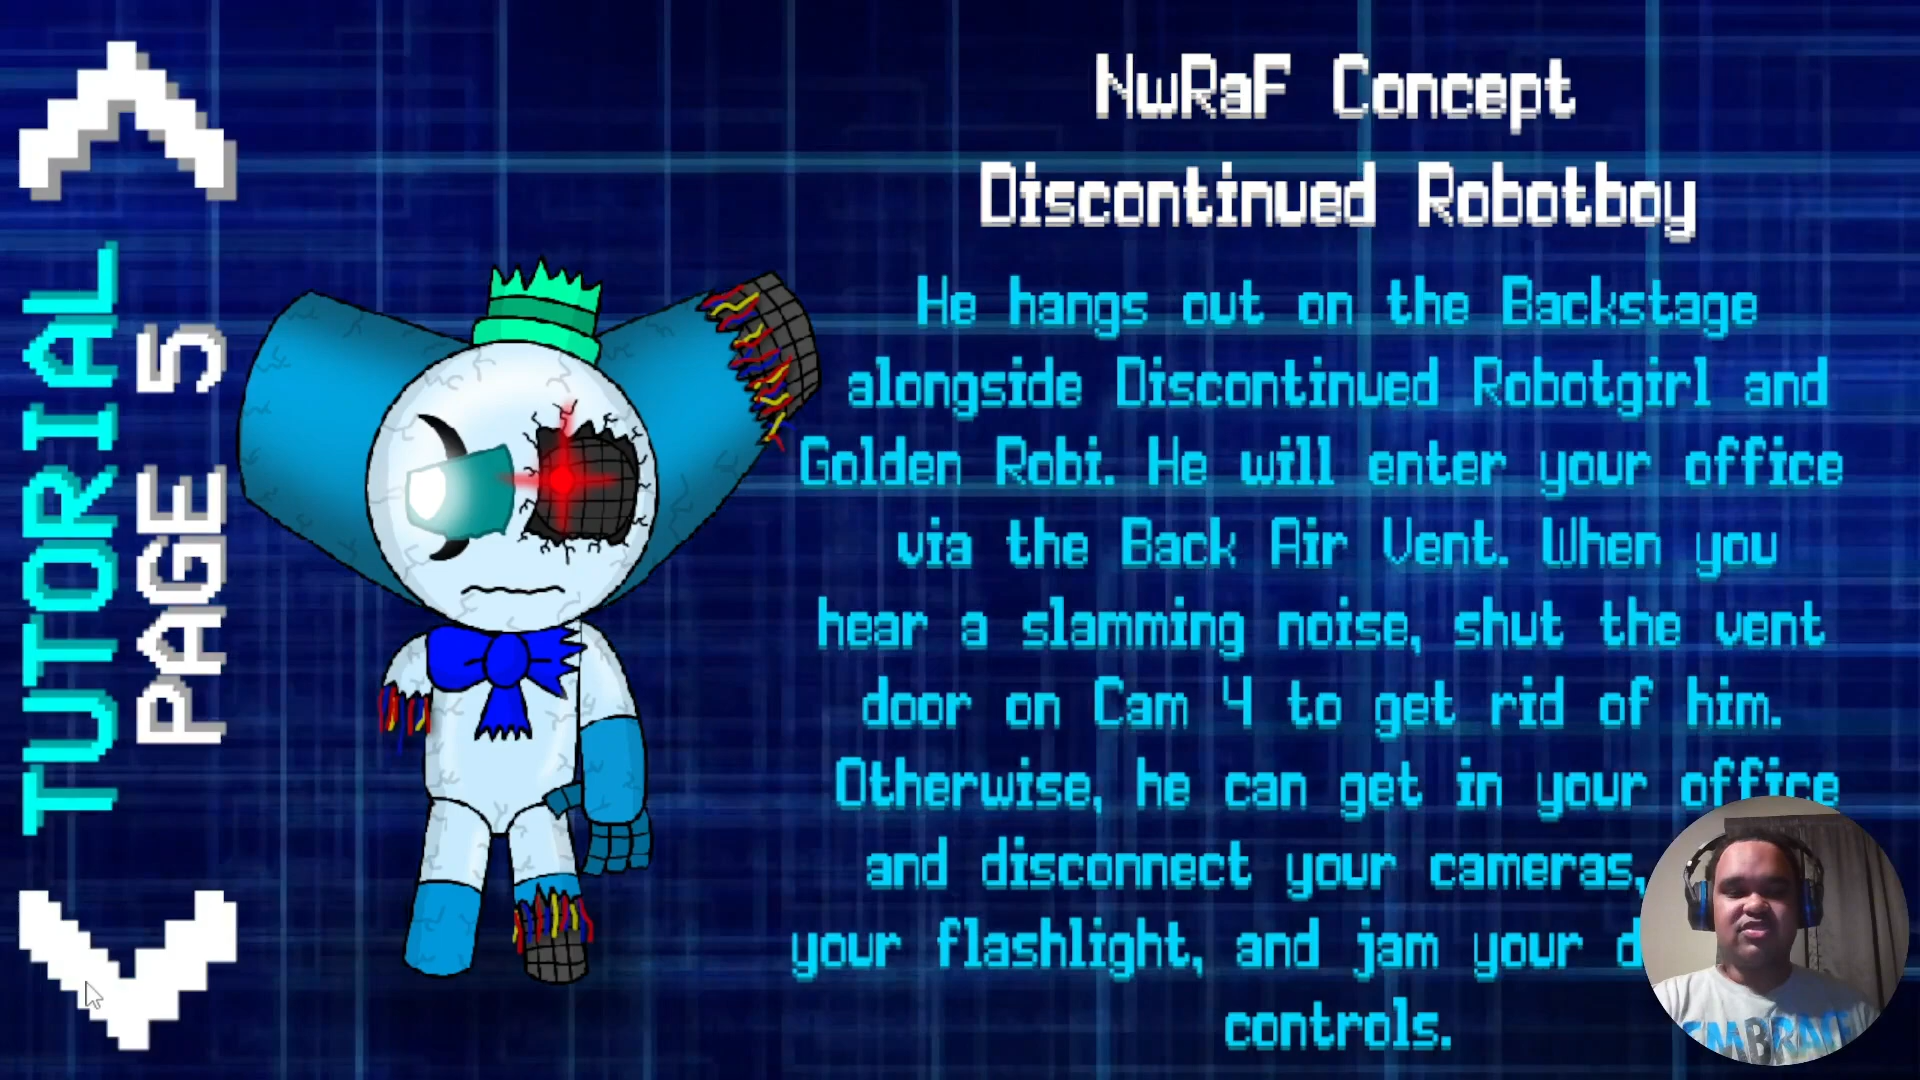 TUTORIAL
PAGE 5
NwRaF Concept
Discontinued Robotboy
He hangs out on the Backstage
alongside Discontinued Robotgirl and
Golden Robi. He will enter your office
via the Back Air Vent. When you
hear a slamming noise, shut the vent
door on Cam 4 to get rid of him.
Otherwise, he can get in your office
and disconnect your cameras,
your flashlight, and jam your
controls.
EMBRACE